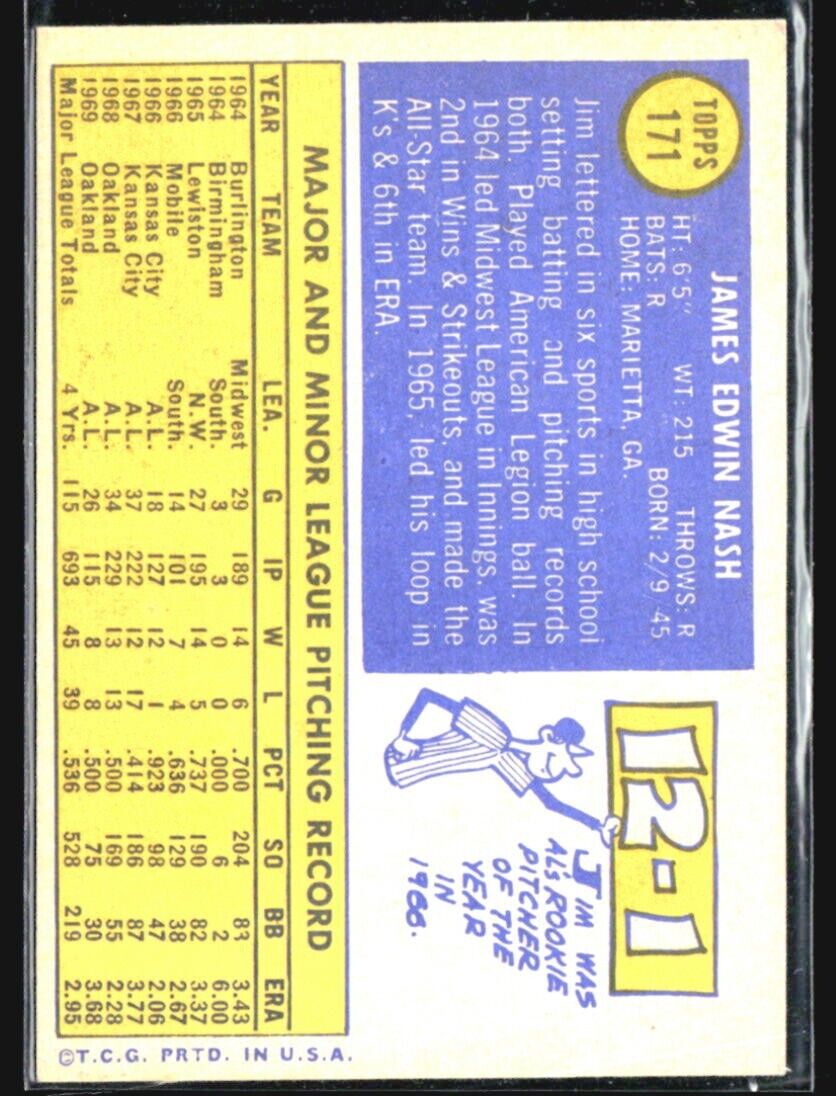 TOPPS
171
JAMES EDWIN NASH
HT: 6'5" WT: 215 THROWS: R
BATS: R BORN: 2/9/45
HOME: MARIETTA, GA.
Jim lettered in six sports in high school
setting batting and pitching records
both. Played American Legion ball. In
1964 led Midwest League in Innings, was
2nd in Wins & Strikeouts, and made the
All-Star team. In 1965, led his loop in
K's & 6th in ERA.
12-1
JIM WAS
AL'S ROOKIE
PITCHER
OF THE
YEAR
IN
1966.
MAJOR AND MINOR LEAGUE PITCHING RECORD
YEAR TEAM LEA. G IP W L PCT SO BB ERA
1964 Burlington Midwest 29 189 14 6 .700 204 83 3.43
1964 Birmingham South. 3 3 0 0 .000 6 2 6.00
1965 Lewiston N.W. 27 195 14 5 .737 190 82 3.37
1966 Mobile South. 14 101 7 4 .636 129 38 2.67
1966 Kansas City A.L. 18 127 12 1 .923 98 47 2.06
1967 Kansas City A.L. 37 222 12 17 .414 186 87 3.77
1968 Oakland A.L. 34 229 13 13 .500 169 55 2.28
1969 Oakland A.L. 26 115 8 8 .500 75 30 3.68
Major League Totals 4 Yrs. 115 693 45 39 .536 528 219 2.95
©T.C.G. PRTD. IN U.S.A.